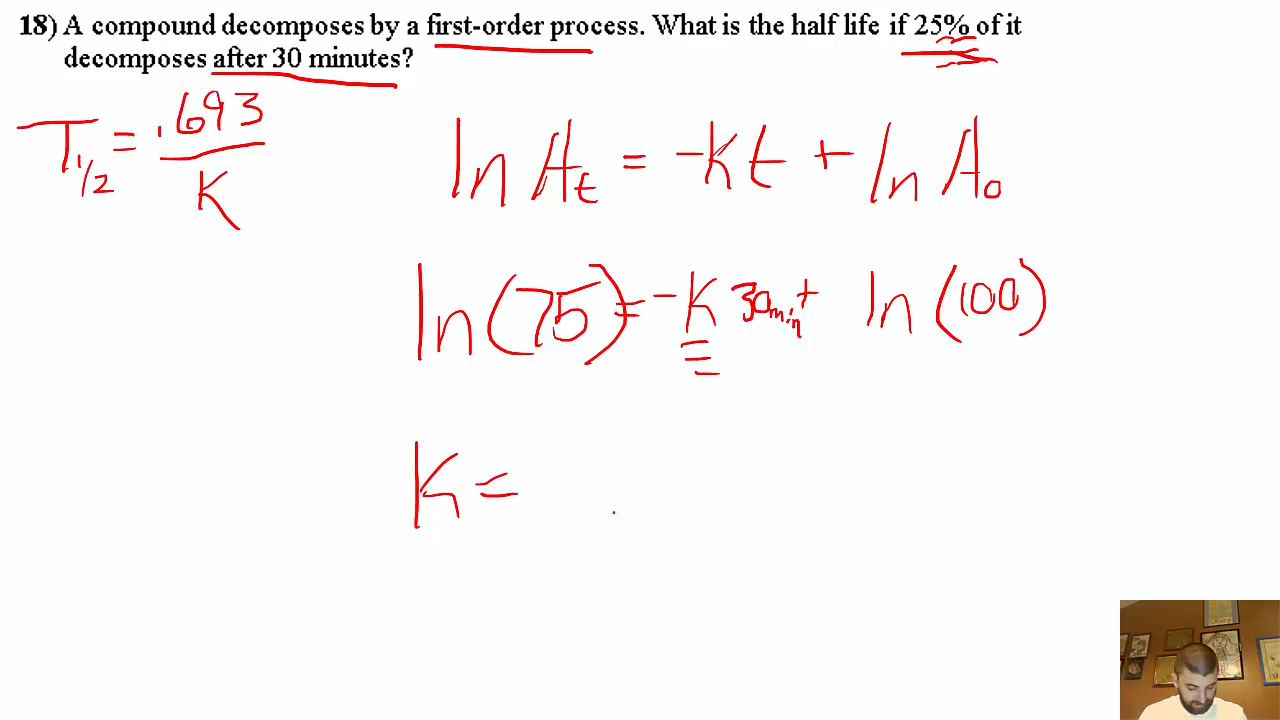 18) A compound decomposes by a first-order process. What is the half life if 25% of it
decomposes after 30 minutes?
T1/2 = .693/K
ln At = -kt + ln A0
ln(75) = -k 30min + ln(100)
K =